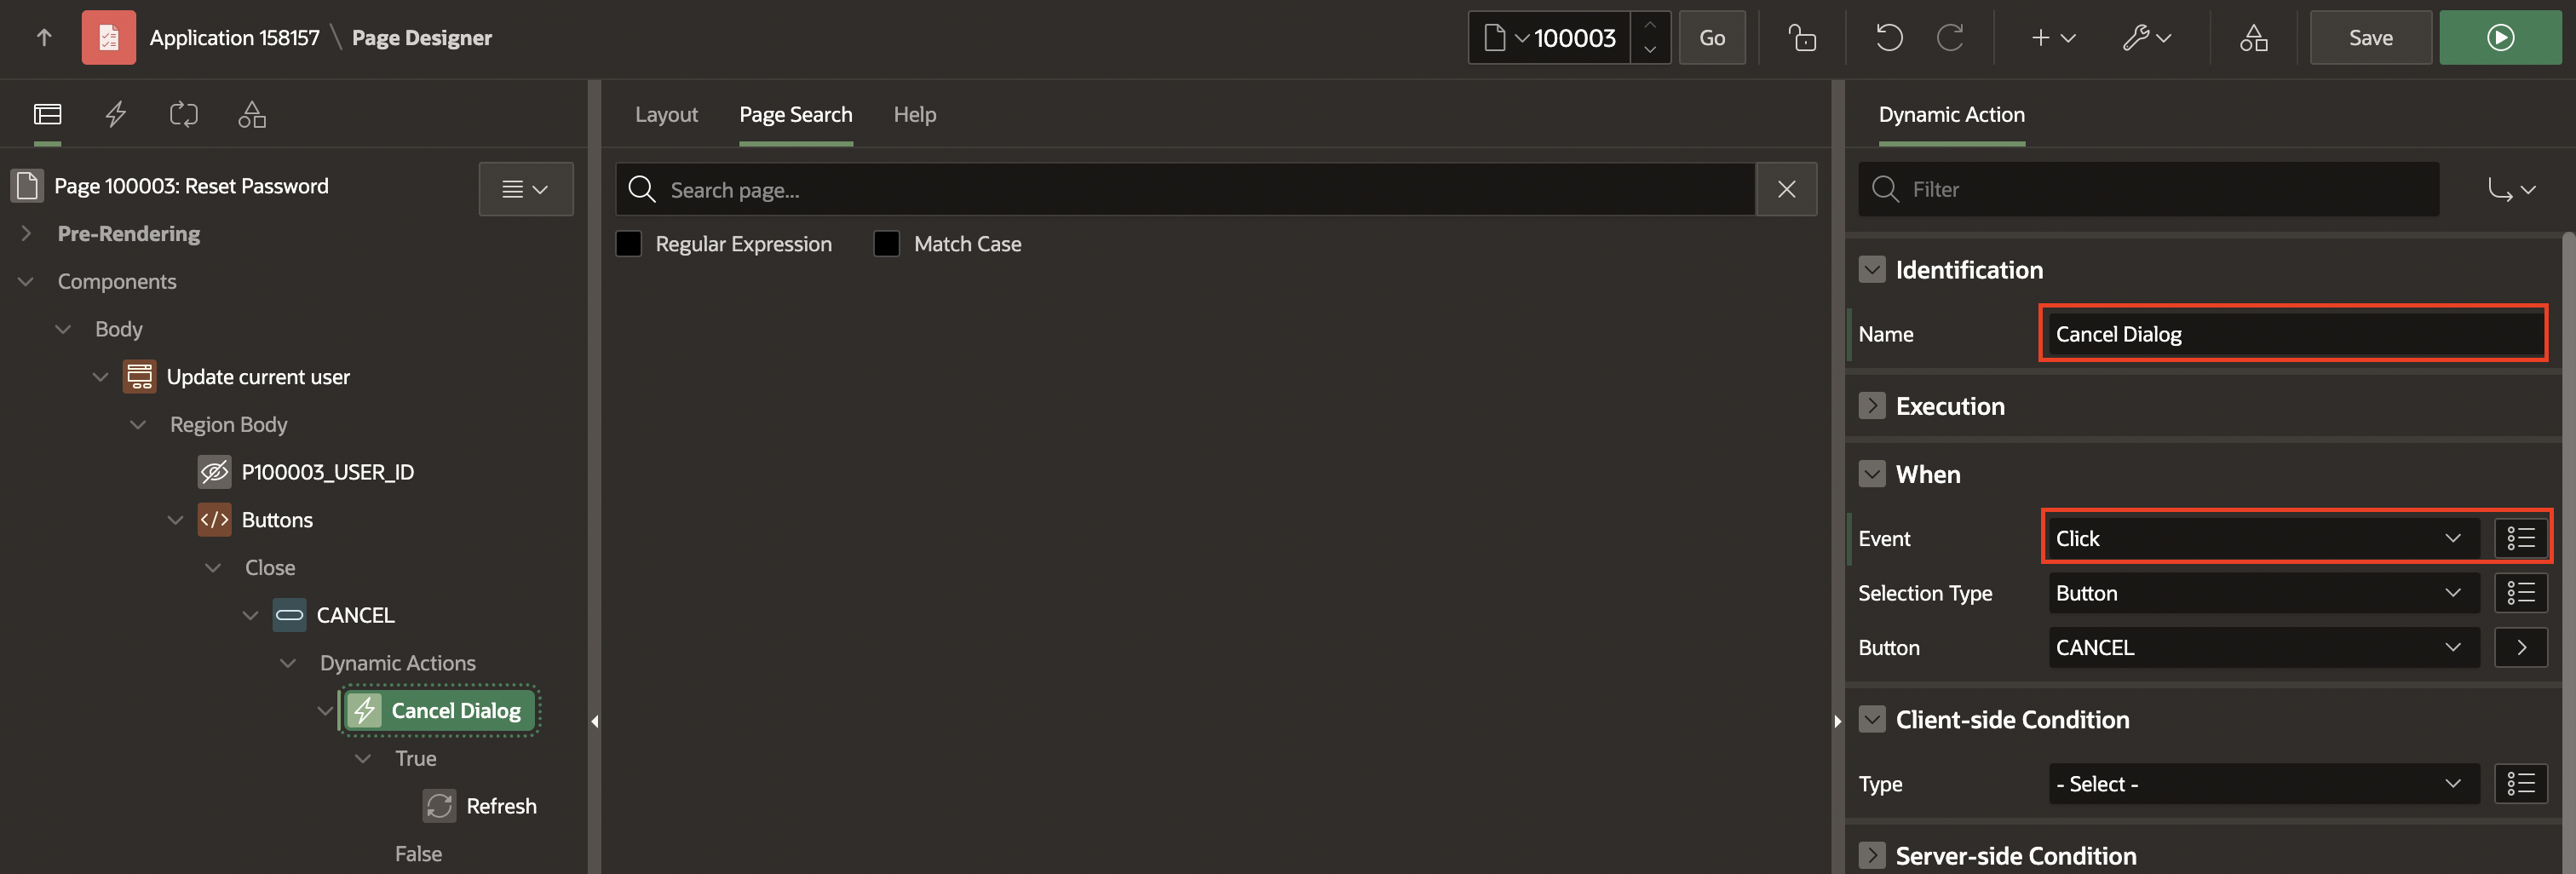 Application 158157 \ Page Designer
100003
Go
Save
Page 100003: Reset Password
Pre-Rendering
Components
Body
Update current user
Region Body
P100003_USER_ID
Buttons
Close
CANCEL
Dynamic Actions
Cancel Dialog
True
Refresh
False
Layout
Page Search
Help
Search page...
Regular Expression
Match Case
Dynamic Action
Filter
Identification
Name
Cancel Dialog
Execution
When
Event
Click
Selection Type
Button
Button
CANCEL
Client-side Condition
Type
- Select -
Server-side Condition